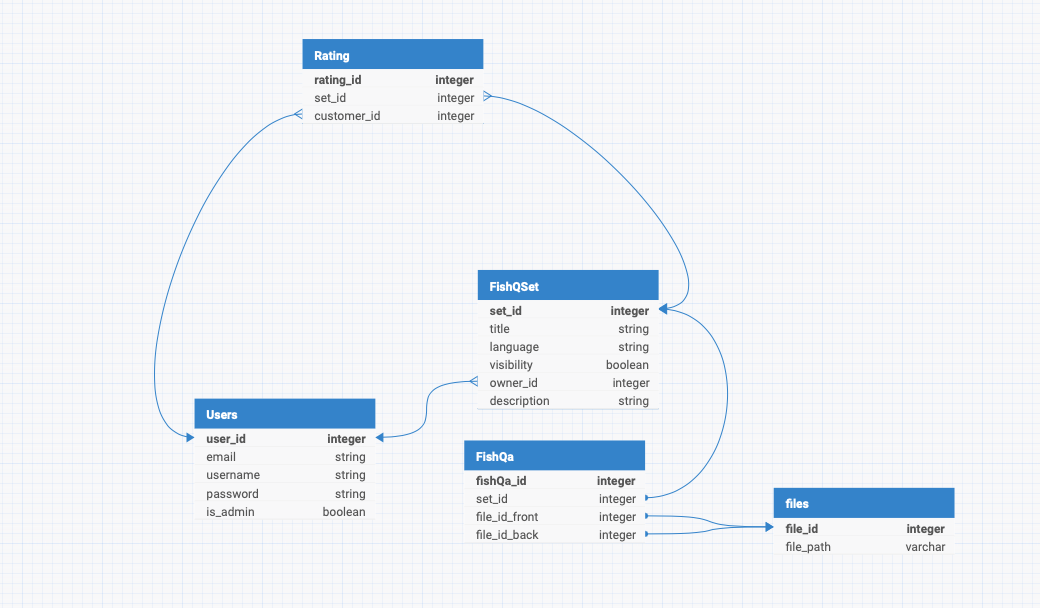 Rating
rating_id integer
set_id integer
customer_id integer
FishQSet
set_id integer
title string
language string
visibility boolean
owner_id integer
description string
Users
user_id integer
email string
username string
password string
is_admin boolean
FishQa
fishQa_id integer
set_id integer
file_id_front integer
file_id_back integer
files
file_id integer
file_path varchar